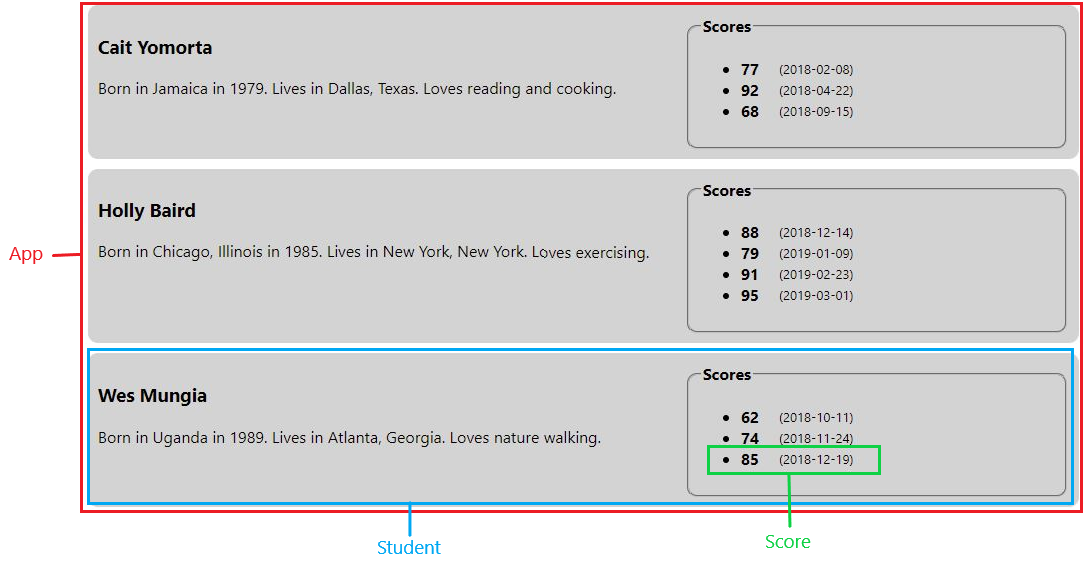 Cait Yomorta
Born in Jamaica in 1979. Lives in Dallas, Texas. Loves reading and cooking.
Scores
77 (2018-02-08)
92 (2018-04-22)
68 (2018-09-15)
Holly Baird
Born in Chicago, Illinois in 1985. Lives in New York, New York. Loves exercising.
Scores
88 (2018-12-14)
79 (2019-01-09)
91 (2019-02-23)
95 (2019-03-01)
App
Wes Mungia
Born in Uganda in 1989. Lives in Atlanta, Georgia. Loves nature walking.
Scores
62 (2018-10-11)
74 (2018-11-24)
85 (2018-12-19)
Student
Score